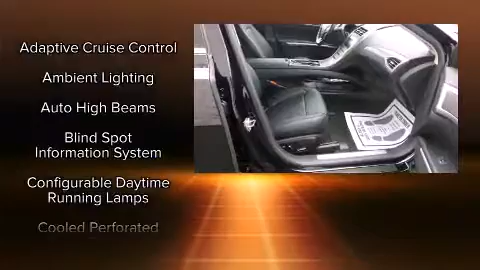 Adaptive Cruise Control
Ambient Lighting
Auto High Beams
Blind Spot
Information System
Configurable Daytime
Running Lamps
Cooled Perforated